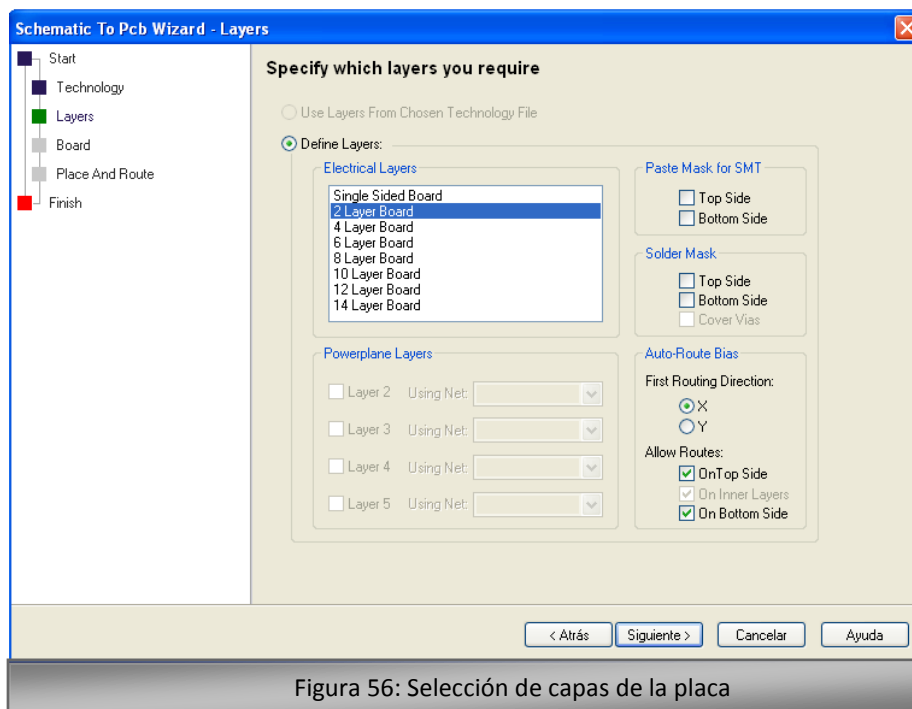 Schematic To Pcb Wizard - Layers
Start
Technology
Layers
Board
Place And Route
Finish
Specify which layers you require
Use Layers From Chosen Technology File
Define Layers:
Electrical Layers
Single Sided Board
2 Layer Board
4 Layer Board
6 Layer Board
8 Layer Board
10 Layer Board
12 Layer Board
14 Layer Board
Paste Mask for SMT
Top Side
Bottom Side
Solder Mask
Top Side
Bottom Side
Cover Vias
Powerplane Layers
Layer 2 Using Net:
Layer 3 Using Net:
Layer 4 Using Net:
Layer 5 Using Net:
Auto-Route Bias
First Routing Direction:
X
Y
Allow Routes:
OnTop Side
On Inner Layers
On Bottom Side
< Atrás Siguiente > Cancelar Ayuda
Figura 56: Selección de capas de la placa